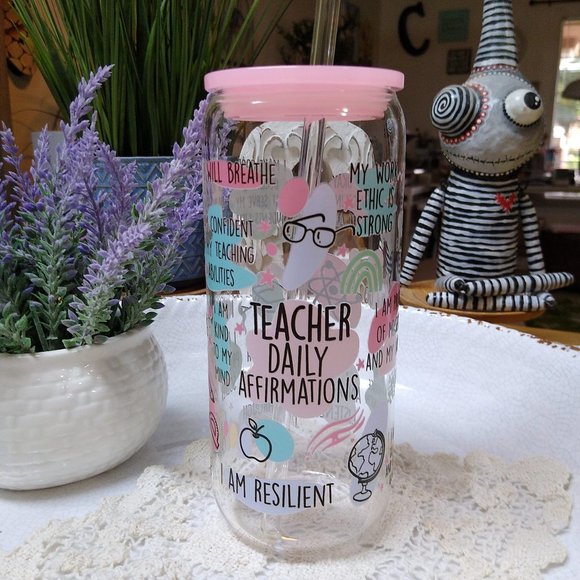 WILL BREATHE
MY WORK
ETHIC IS
STRONG
CONFIDENT
MY TEACHING
ABILITIES
I AM
KIND
TO MY
MIND
TEACHER
DAILY
AFFIRMATIONS
I AM
OF
AND MY
I AM RESILIENT
C